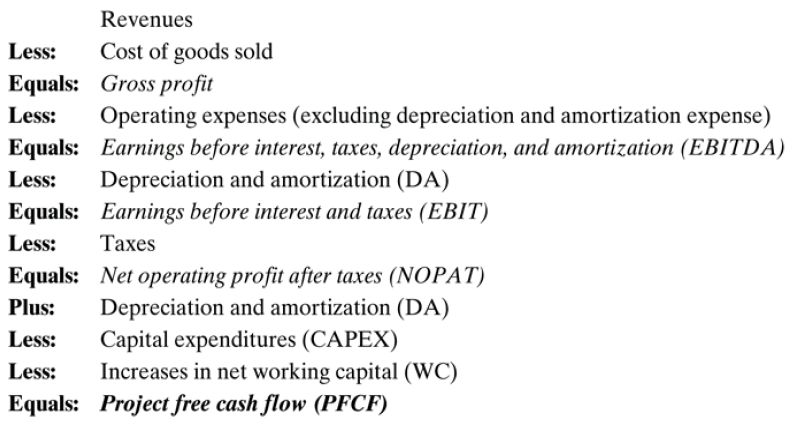 Revenues
Less: Cost of goods sold
Equals: Gross profit
Less: Operating expenses (excluding depreciation and amortization expense)
Equals: Earnings before interest, taxes, depreciation, and amortization (EBITDA)
Less: Depreciation and amortization (DA)
Equals: Earnings before interest and taxes (EBIT)
Less: Taxes
Equals: Net operating profit after taxes (NOPAT)
Plus: Depreciation and amortization (DA)
Less: Capital expenditures (CAPEX)
Less: Increases in net working capital (WC)
Equals: Project free cash flow (PFCF)